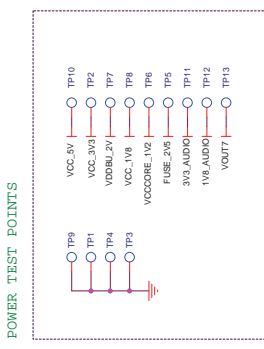 POWER TEST POINTS
TP9
TP1
TP4
TP3
VCC_5V TP10
VCC_3V3 TP2
VDDBU_2V TP7
VCC_1V8 TP8
VCCCORE_1V2 TP6
FUSE_2V5 TP5
3V3_AUDIO TP11
1V8_AUDIO TP12
VOUT7 TP13